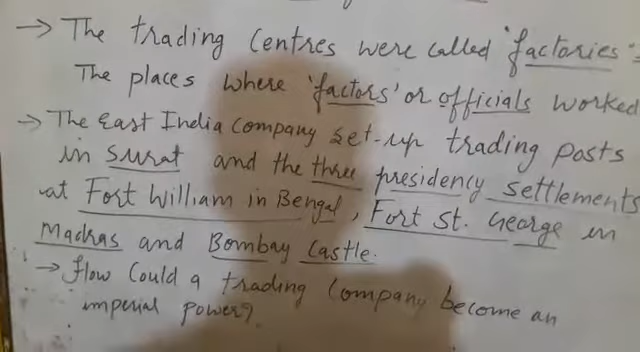 → The trading Centres were called 'factories' =
The places where 'factors' or officials worked
→ The East India Company set-up trading posts
in Surat and the three presidency settlements
at Fort William in Bengal, Fort St. George in
Madras and Bombay Castle.
→ How Could a trading Company become an
imperial power?